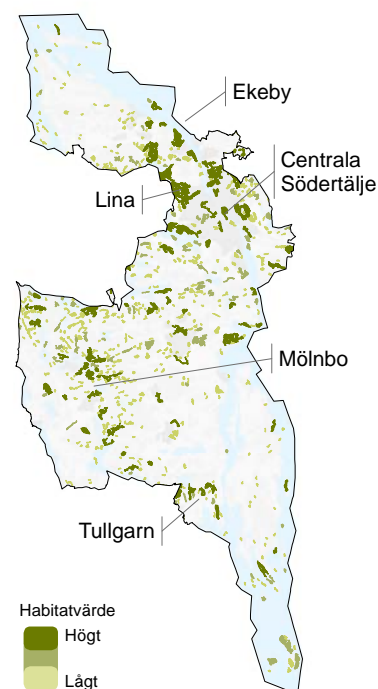 Ekeby
Centrala
Södertälje
Lina
Mölnbo
Tullgarn
Habitatvärde
Högt
Lågt